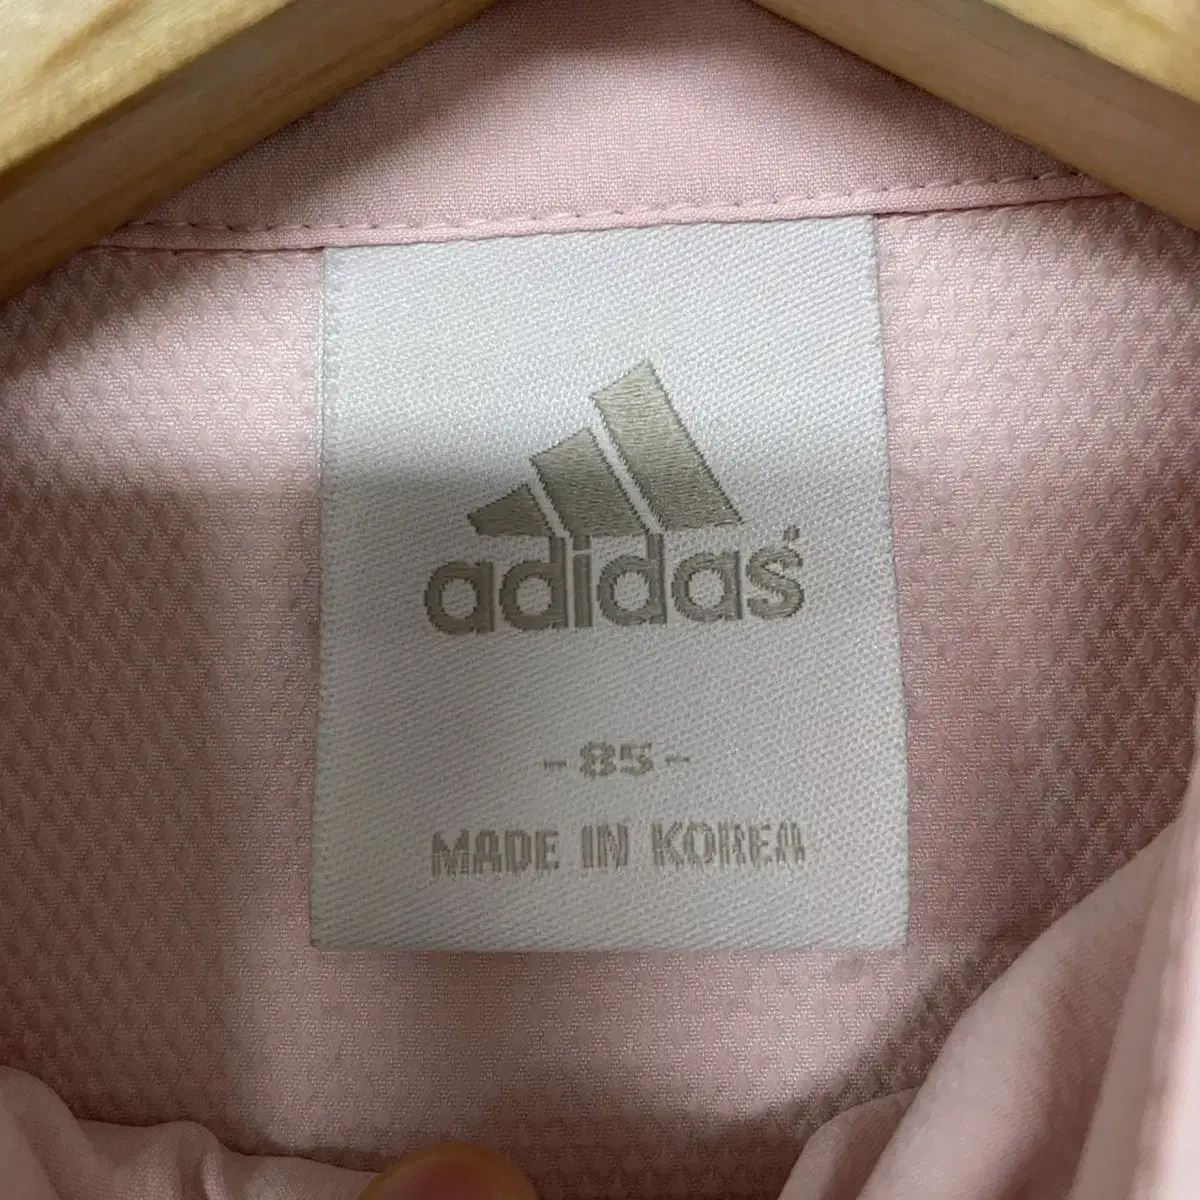 adidas
-85-
MADE IN KOREA